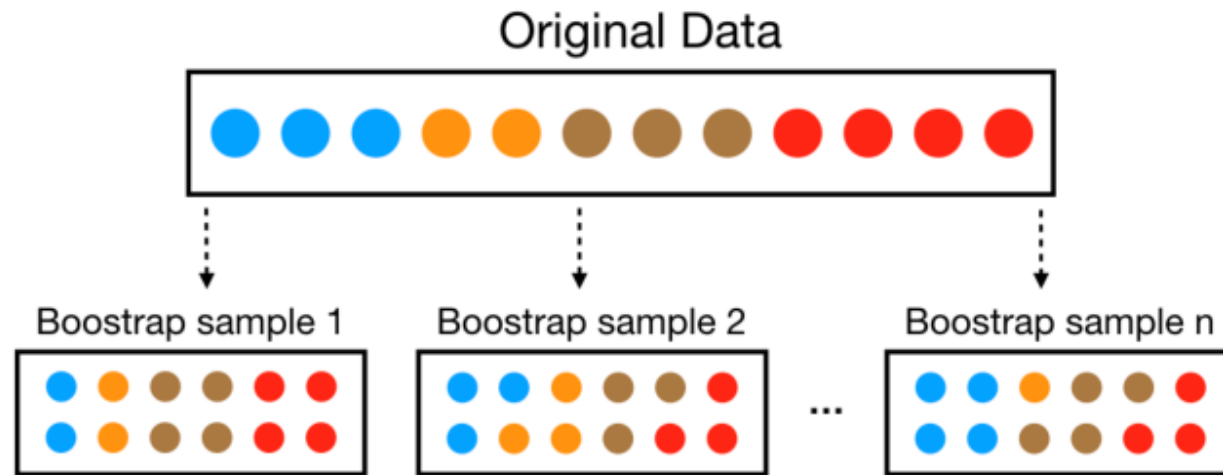 Original Data
Boostrap sample 1
Boostrap sample 2
Boostrap sample n
...